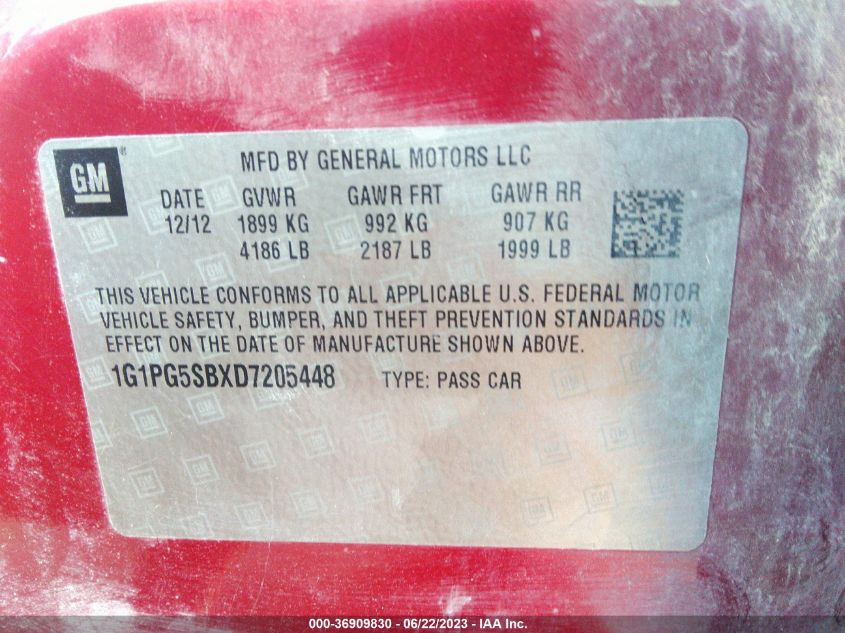 GM
MFD BY GENERAL MOTORS LLC
DATE GVWR GAWR FRT GAWR RR
12/12 1899 KG 992 KG 907 KG
4186 LB 2187 LB 1999 LB
THIS VEHICLE CONFORMS TO ALL APPLICABLE U.S. FEDERAL MOTOR
VEHICLE SAFETY, BUMPER, AND THEFT PREVENTION STANDARDS IN
EFFECT ON THE DATE OF MANUFACTURE SHOWN ABOVE.
1G1PG5SBXD7205448 TYPE: PASS CAR
000-36909830 - 06/22/2023 - IAA Inc.